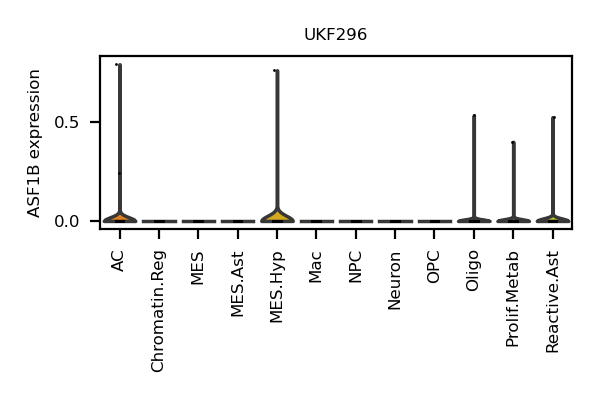 UKF296
ASF1B expression
0.5
0.0
AC
Chromatin.Reg
MES
MES.Ast
MES.Hyp
Mac
NPC
Neuron
OPC
Oligo
Prolif.Metab
Reactive.Ast